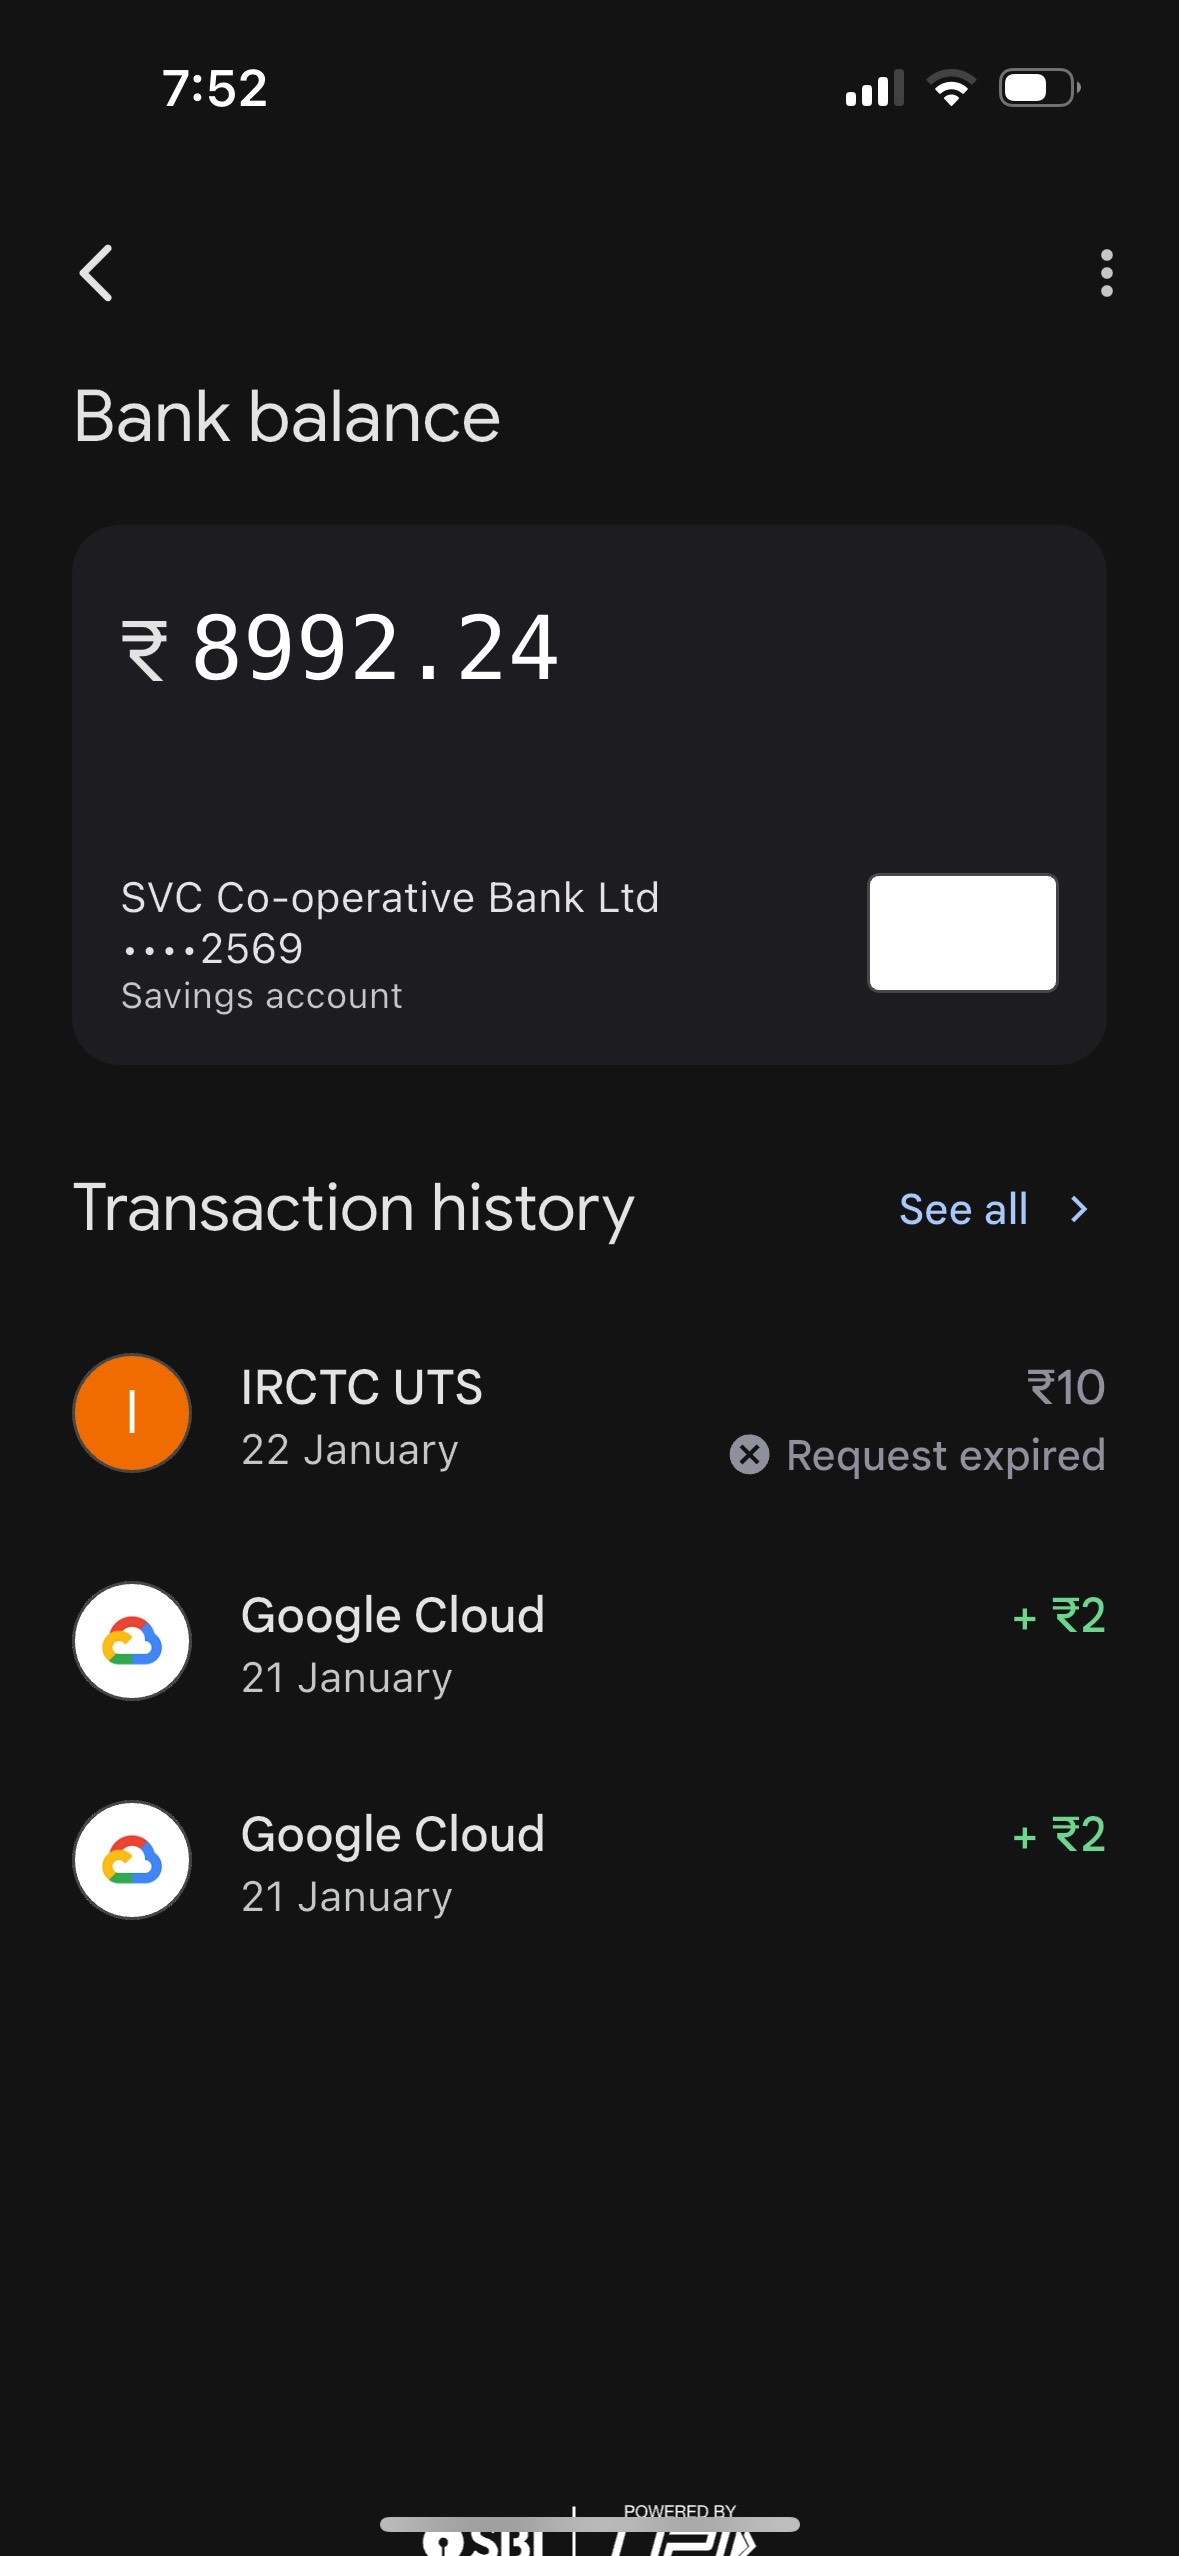 7:52
Bank balance
₹ 8992.24
SVC Co-operative Bank Ltd
••••2569
Savings account
Transaction history
See all
I
IRCTC UTS
₹10
22 January
Request expired
Google Cloud
+ ₹2
21 January
Google Cloud
+ ₹2
21 January
POWERED BY
SBI
UPI